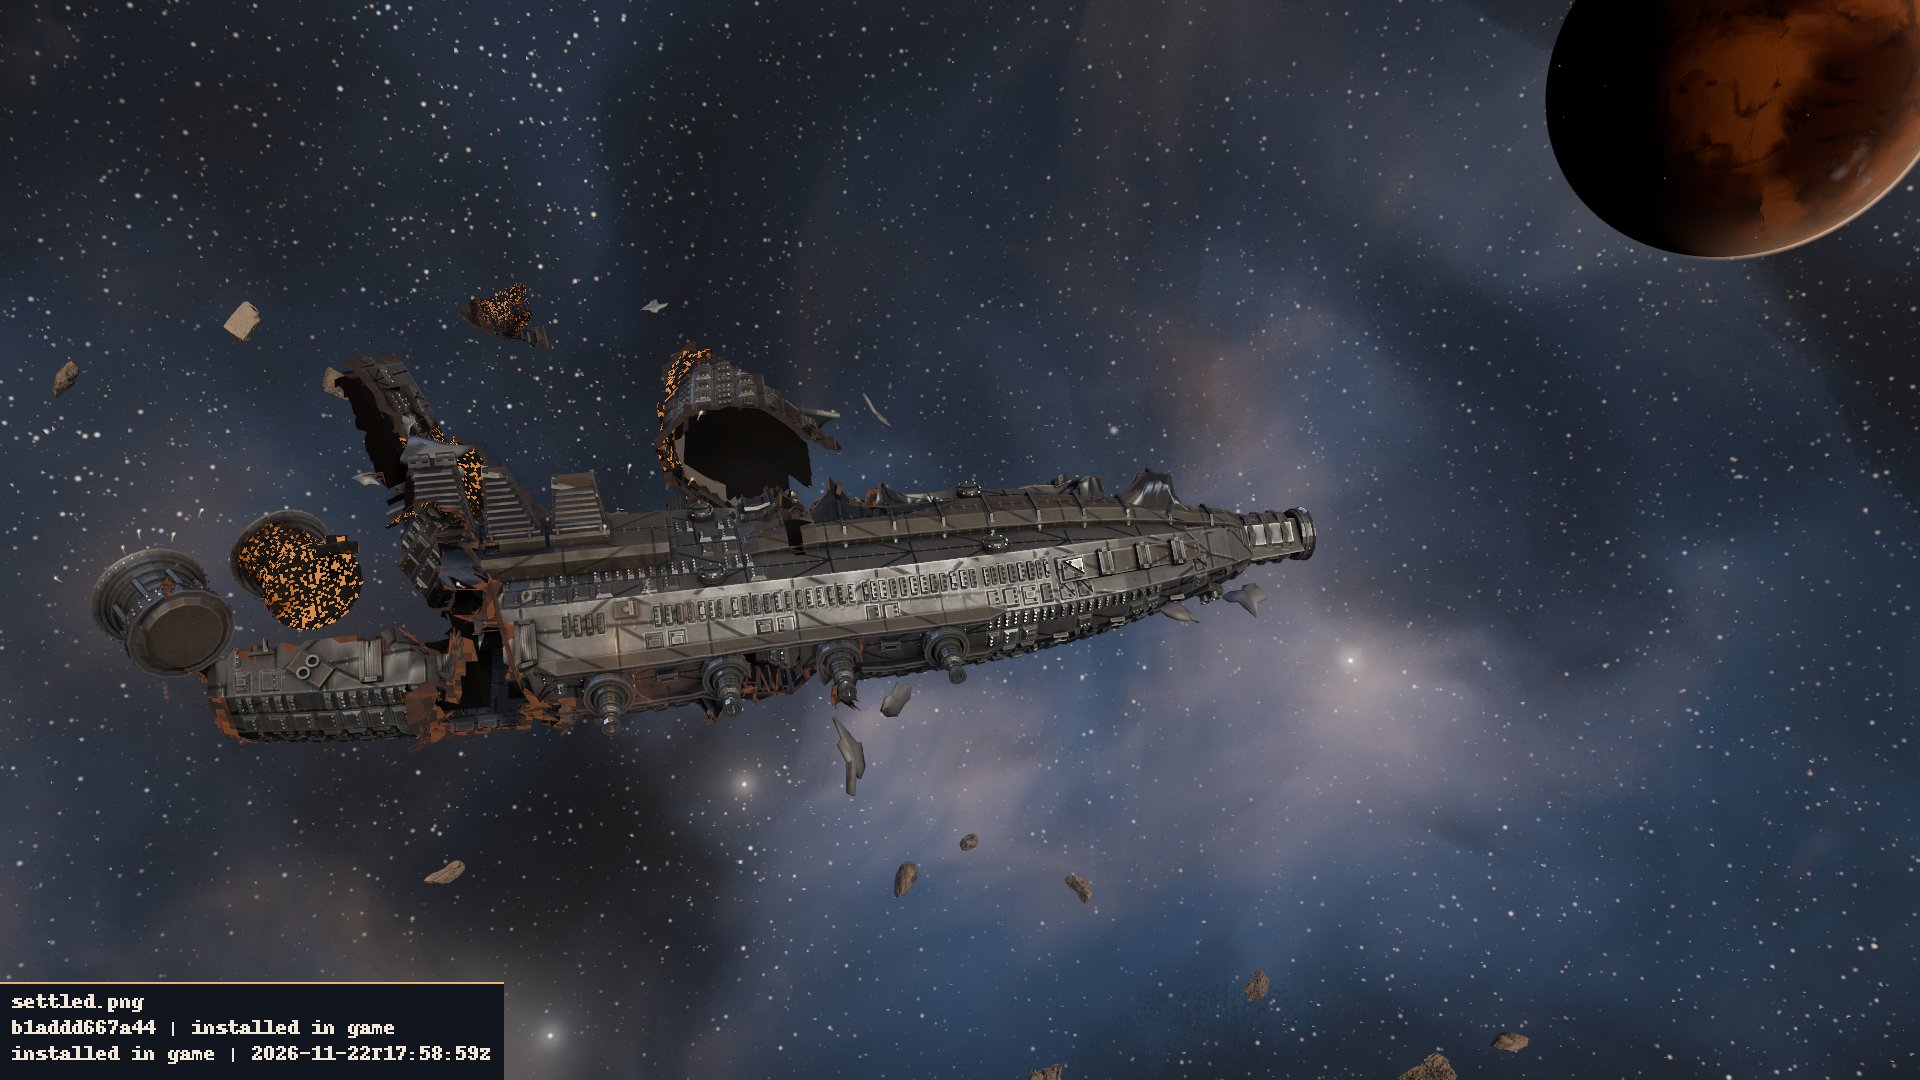 settled.png
b1addd667a44 | installed in game
installed in game | 2026-11-22T17:58:59Z